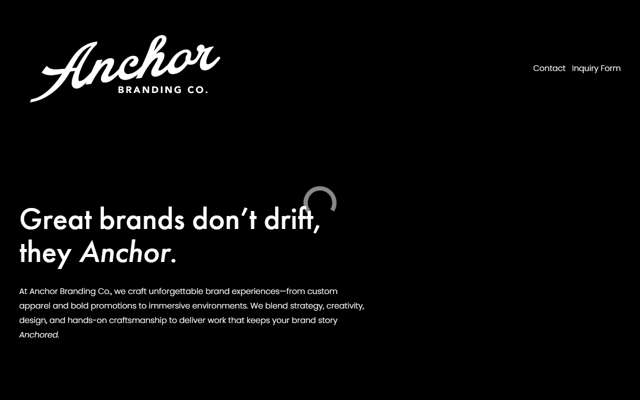 Anchor
BRANDING CO.
Contact Inquiry Form
Great brands don’t drift,
they Anchor.
At Anchor Branding Co., we craft unforgettable brand experiences—from custom
apparel and bold promotions to immersive environments. We blend strategy, creativity,
design, and hands-on craftsmanship to deliver work that keeps your brand story
Anchored.